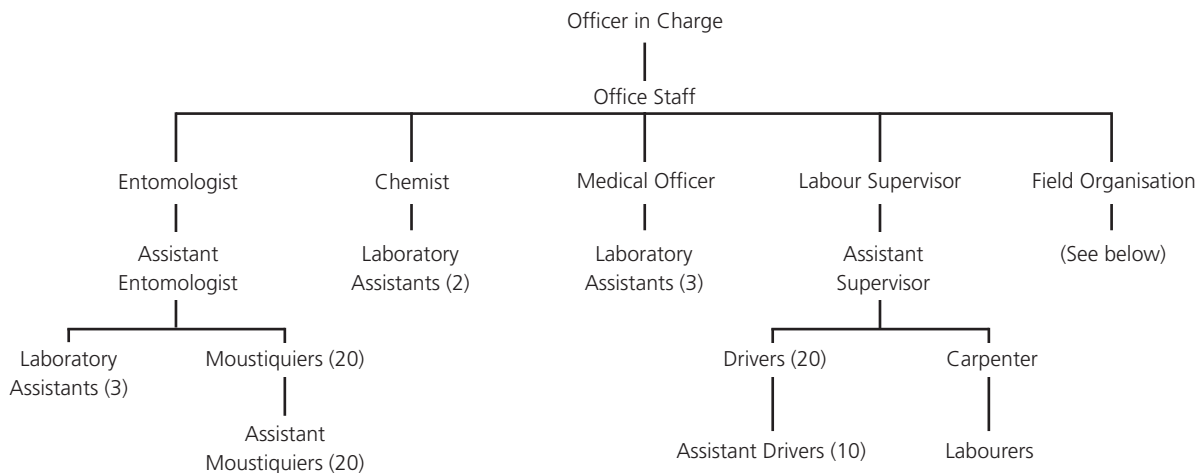 Officer in Charge
Office Staff
Entomologist
Chemist
Medical Officer
Labour Supervisor
Field Organisation
Assistant
Entomologist
Laboratory
Assistants (2)
Laboratory
Assistants (3)
Assistant
Supervisor
(See below)
Laboratory
Assistants (3)
Moustiquiers (20)
Drivers (20)
Carpenter
Assistant
Moustiquiers (20)
Assistant Drivers (10)
Labourers